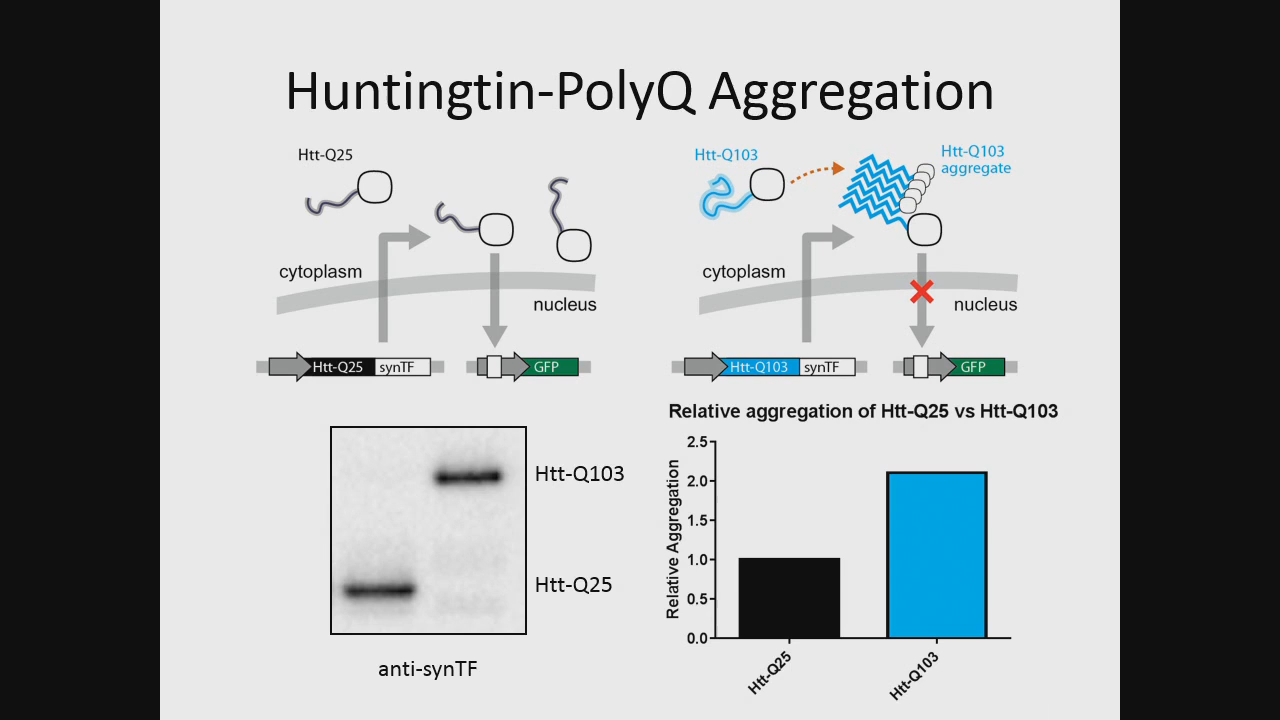 Huntingtin-PolyQ Aggregation
Htt-Q25
cytoplasm
nucleus
Htt-Q25
synTF
GFP
Htt-Q103
Htt-Q103
aggregate
cytoplasm
nucleus
Htt-Q103
synTF
GFP
Htt-Q103
Htt-Q25
anti-synTF
Relative aggregation of Htt-Q25 vs Htt-Q103
Relative Aggregation
2.5
2.0
1.5
1.0
0.5
0.0
Htt-Q25
Htt-Q103